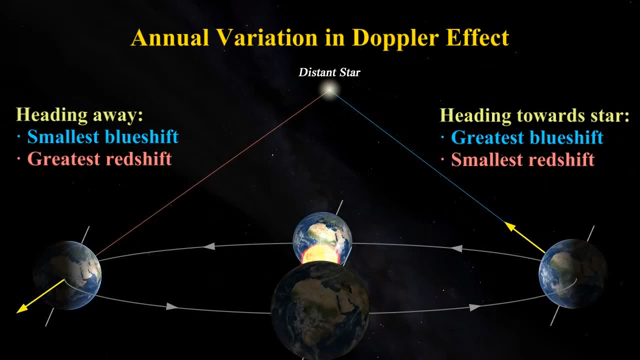 Annual Variation in Doppler Effect
Distant Star
Heading away:
· Smallest blueshift
· Greatest redshift
Heading towards star:
· Greatest blueshift
· Smallest redshift